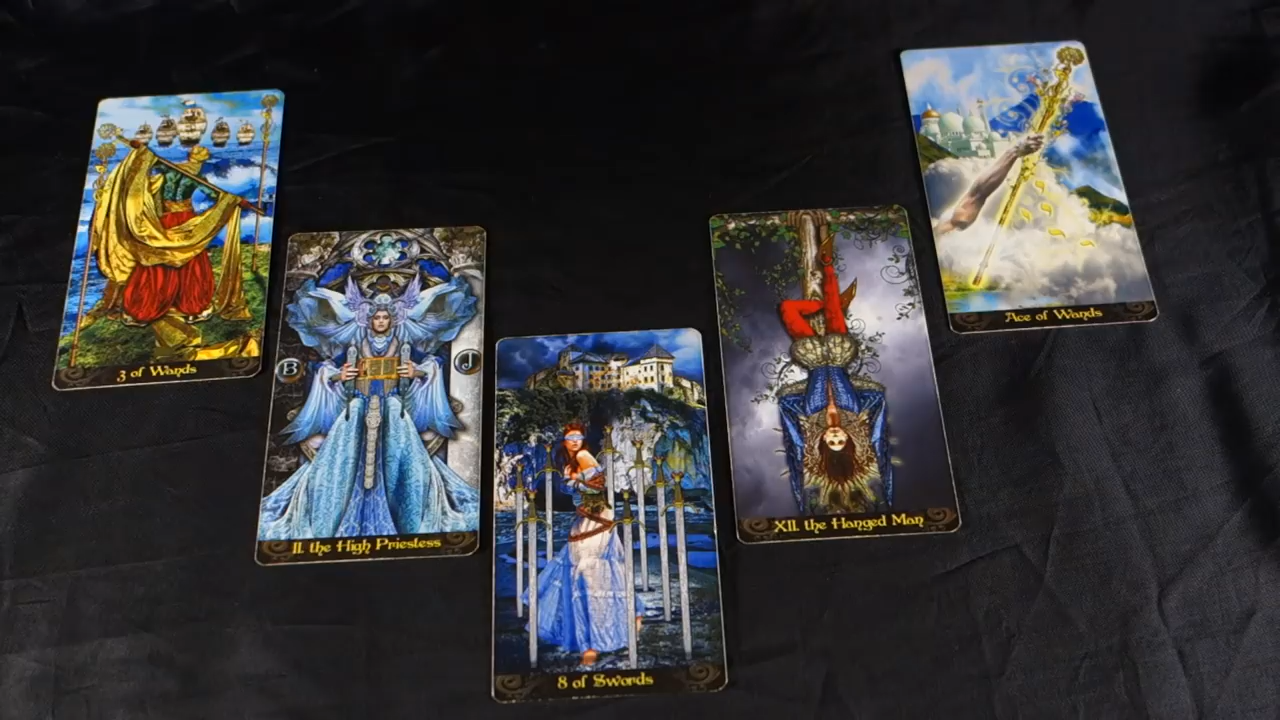 3 of Wands
B
J
II. the High Priestess
8 of Swords
XII. the Hanged Man
Ace of Wands